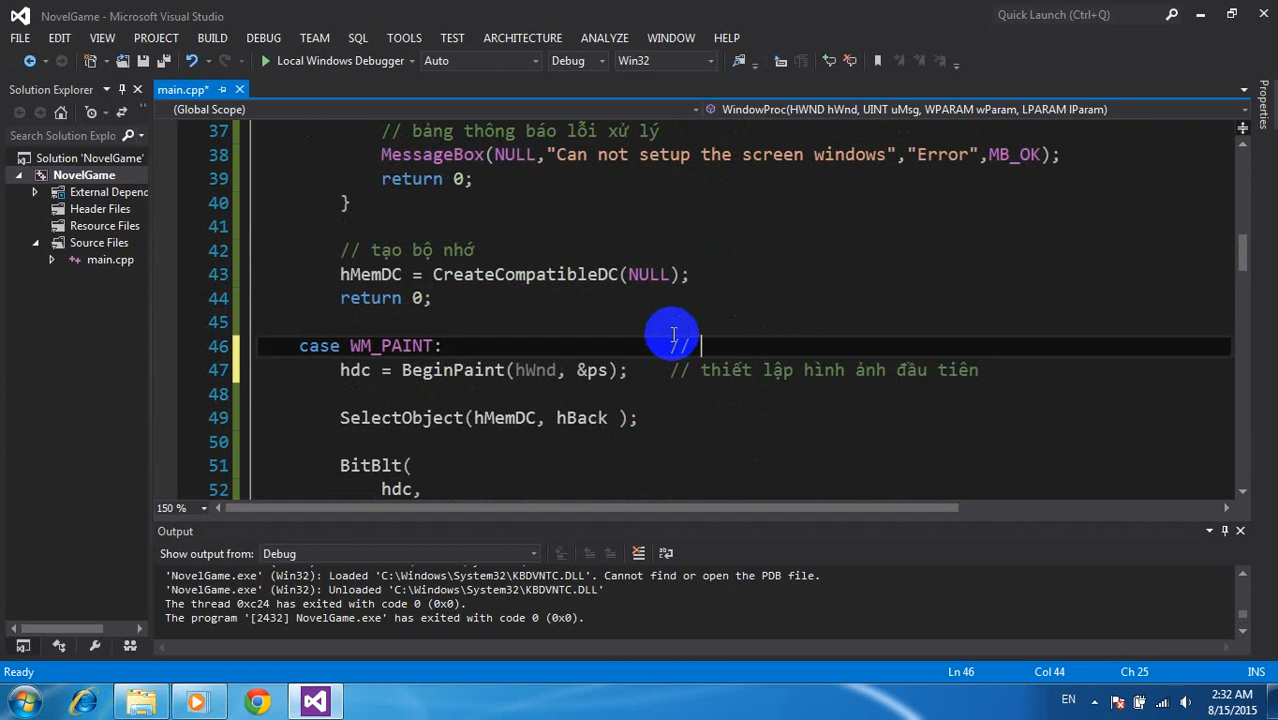 NovelGame - Microsoft Visual Studio
Quick Launch (Ctrl+Q)
FILE EDIT VIEW PROJECT BUILD DEBUG TEAM SQL TOOLS TEST ARCHITECTURE ANALYZE WINDOW HELP
Local Windows Debugger Auto Debug Win32
Solution Explorer
main.cpp*
(Global Scope)
WindowProc(HWND hWnd, UINT uMsg, WPARAM wParam, LPARAM lParam)
Properties
Search Solution Explo
Solution 'NovelGame'
NovelGame
External Depend
Header Files
Resource Files
Source Files
main.cpp
37 // bảng thông báo lỗi xử lý
38 MessageBox(NULL,"Can not setup the screen windows","Error",MB_OK);
39 return 0;
40 }
41
42 // tạo bộ nhớ
43 hMemDC = CreateCompatibleDC(NULL);
44 return 0;
45
46 case WM_PAINT: //
47 hdc = BeginPaint(hWnd, &ps); // thiết lập hình ảnh đầu tiên
48
49 SelectObject(hMemDC, hBack );
50
51 BitBlt(
52 hdc,
150 %
Output
Show output from: Debug
'NovelGame.exe' (Win32): Loaded 'C:\Windows\System32\KBDVNTC.DLL'. Cannot find or open the PDB file.
'NovelGame.exe' (Win32): Unloaded 'C:\Windows\System32\KBDVNTC.DLL'
The thread 0xc24 has exited with code 0 (0x0).
The program '[2432] NovelGame.exe' has exited with code 0 (0x0).
Ready
Ln 46 Col 44 Ch 25 INS
EN
2:32 AM
8/15/2015